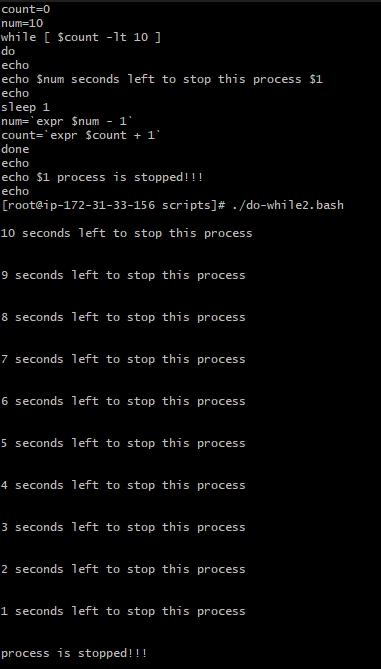 count=0
num=10
while [ $count -lt 10 ]
do
echo
echo $num seconds left to stop this process $1
echo
sleep 1
num=`expr $num - 1`
count=`expr $count + 1`
done
echo
echo $1 process is stopped!!!
echo
[root@ip-172-31-33-156 scripts]# ./do-while2.bash
10 seconds left to stop this process
9 seconds left to stop this process
8 seconds left to stop this process
7 seconds left to stop this process
6 seconds left to stop this process
5 seconds left to stop this process
4 seconds left to stop this process
3 seconds left to stop this process
2 seconds left to stop this process
1 seconds left to stop this process
process is stopped!!!